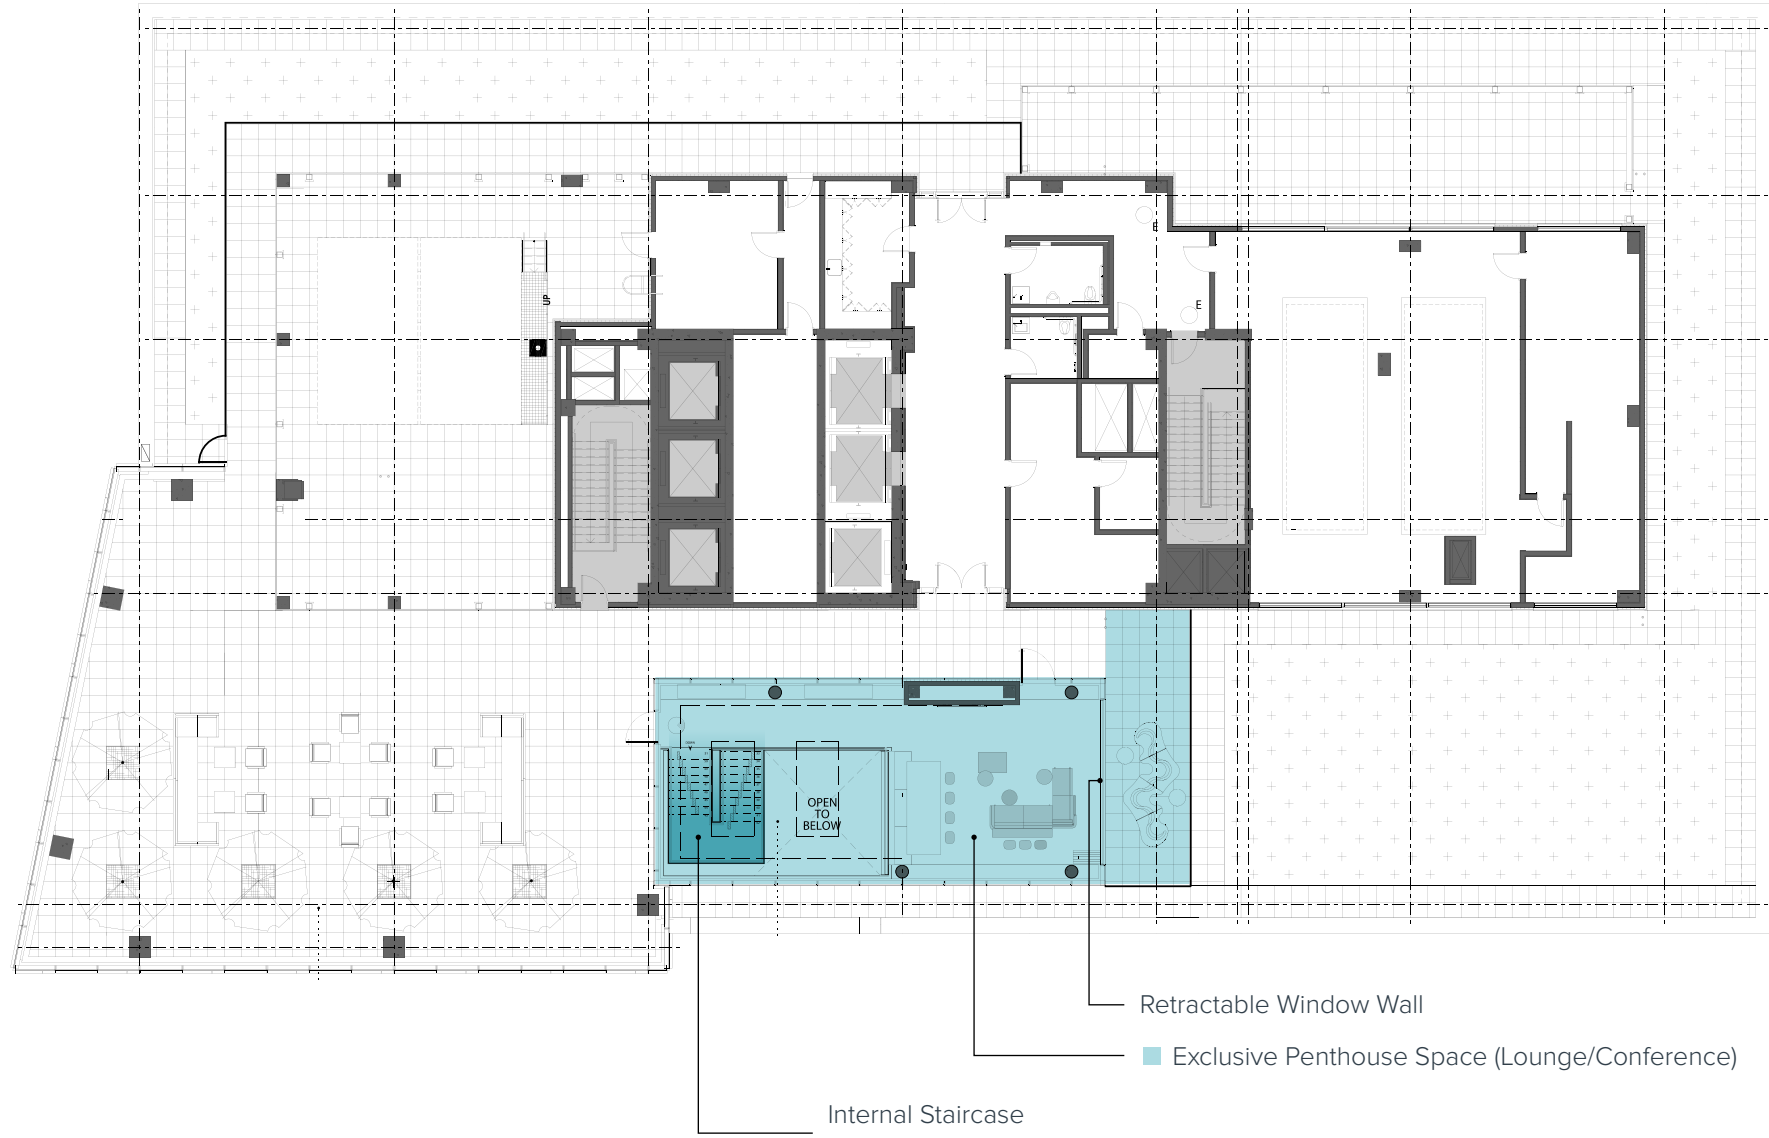 E
E
UP
OPEN
TO
BELOW
Retractable Window Wall
Exclusive Penthouse Space (Lounge/Conference)
Internal Staircase